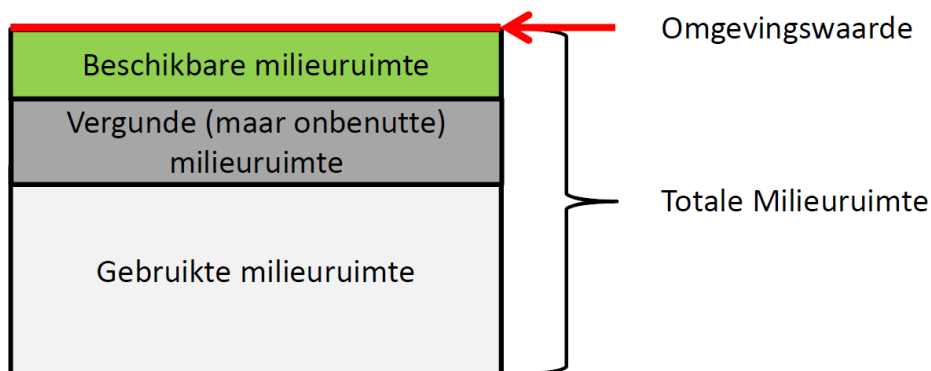 Omgevingswaarde
Beschikbare milieuruimte
Vergunde (maar onbenutte)
milieuruimte
Totale Milieuruimte
Gebruikte milieuruimte